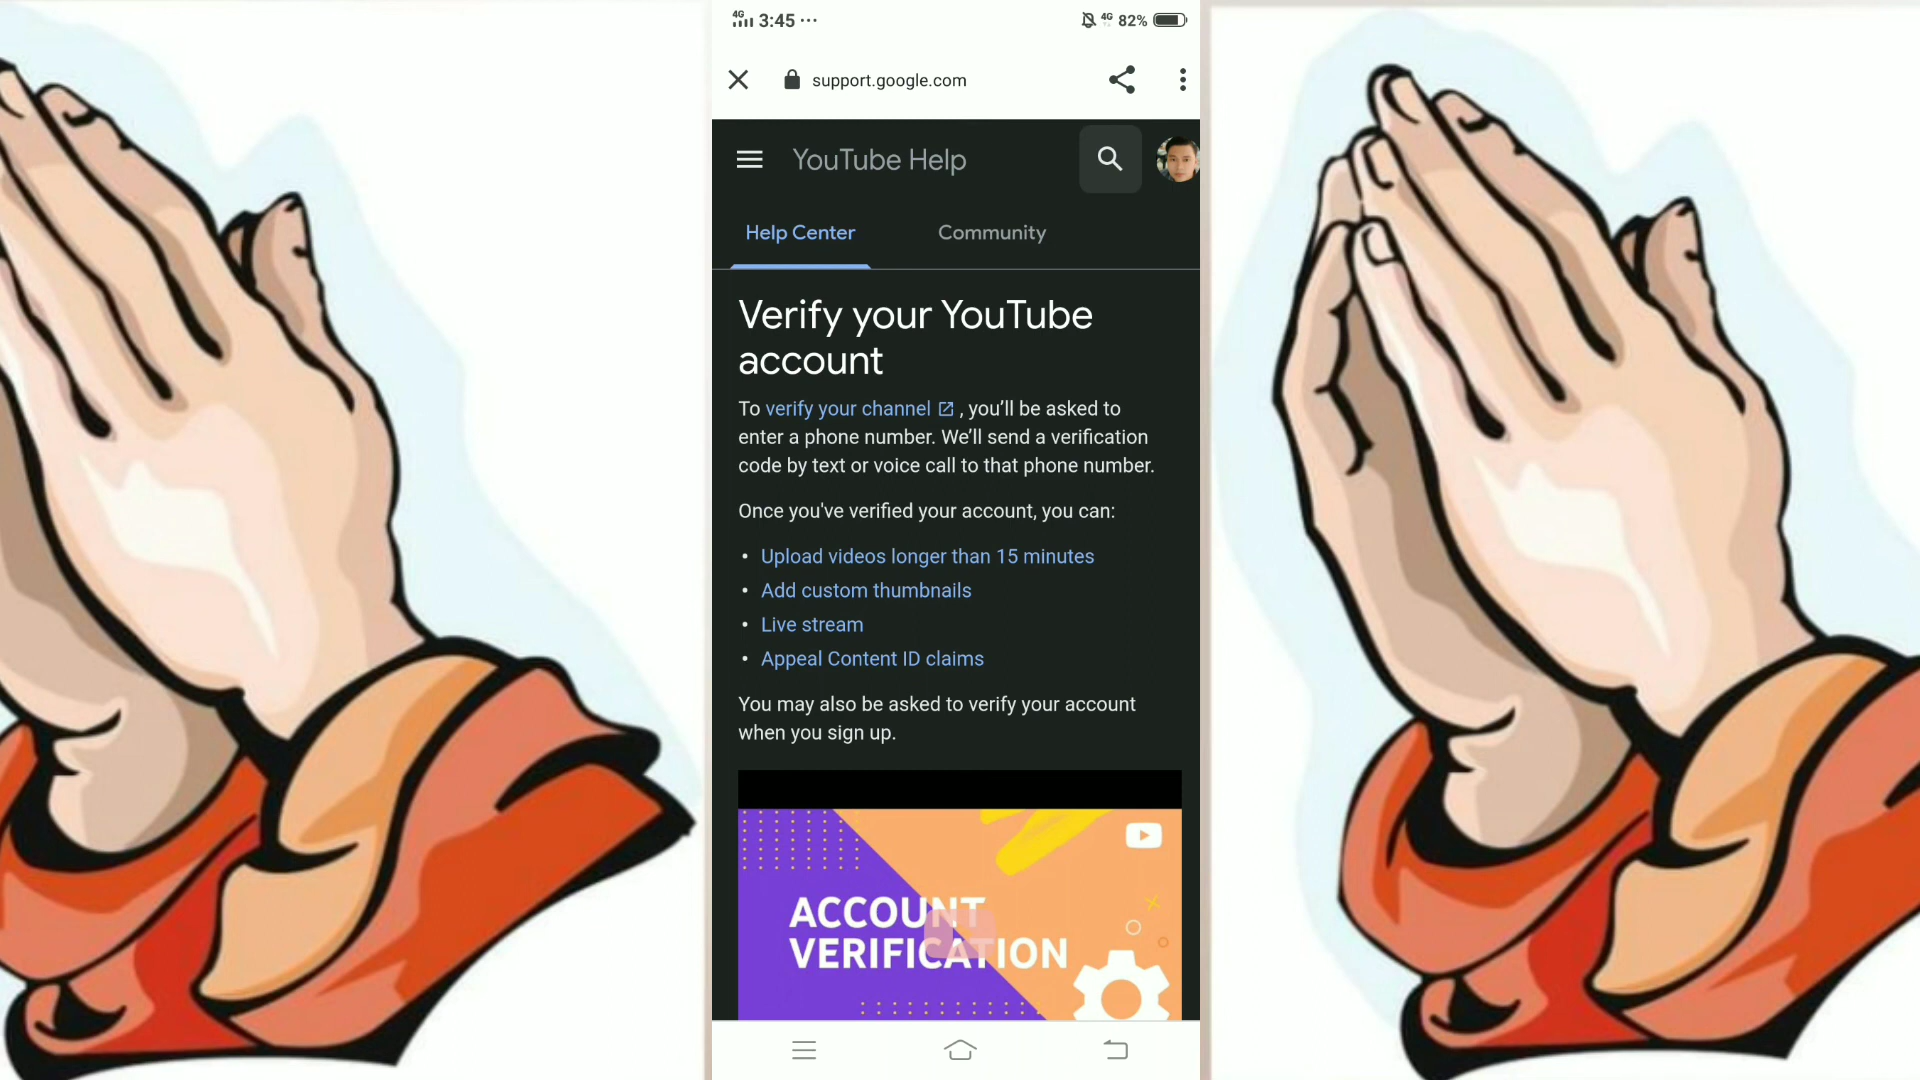 4G 3:45 ···
4G 82%
support.google.com
YouTube Help
Help Center Community
Verify your YouTube
account
To verify your channel , you’ll be asked to
enter a phone number. We’ll send a verification
code by text or voice call to that phone number.
Once you've verified your account, you can:
• Upload videos longer than 15 minutes
• Add custom thumbnails
• Live stream
• Appeal Content ID claims
You may also be asked to verify your account
when you sign up.
ACCOUNT
VERIFICATION